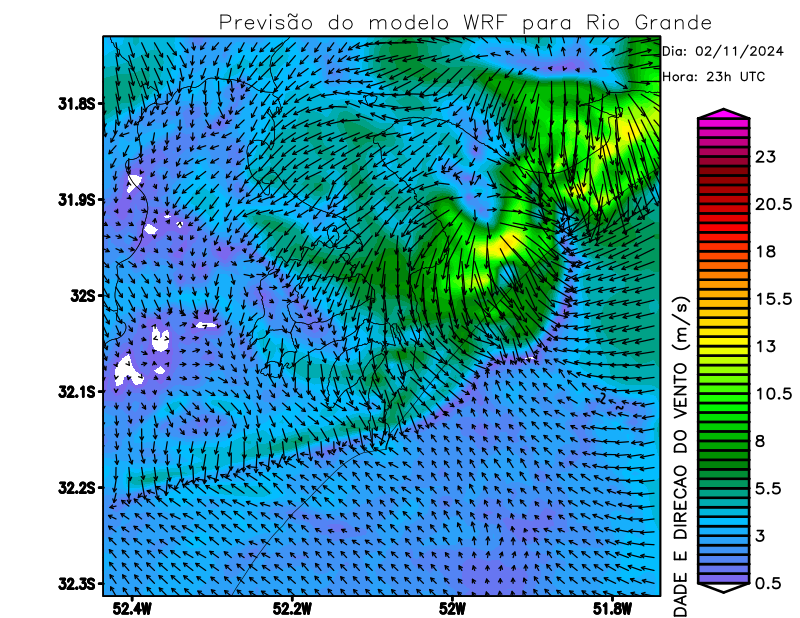 Previsão do modelo WRF para Rio Grande
Dia: 02/11/2024
Hora: 23h UTC
31.8S
31.9S
32S
32.1S
32.2S
32.3S
52.4W
52.2W
52W
51.8W
DADE E DIRECAO DO VENTO (m/s)
23
20.5
18
15.5
13
10.5
8
5.5
3
0.5